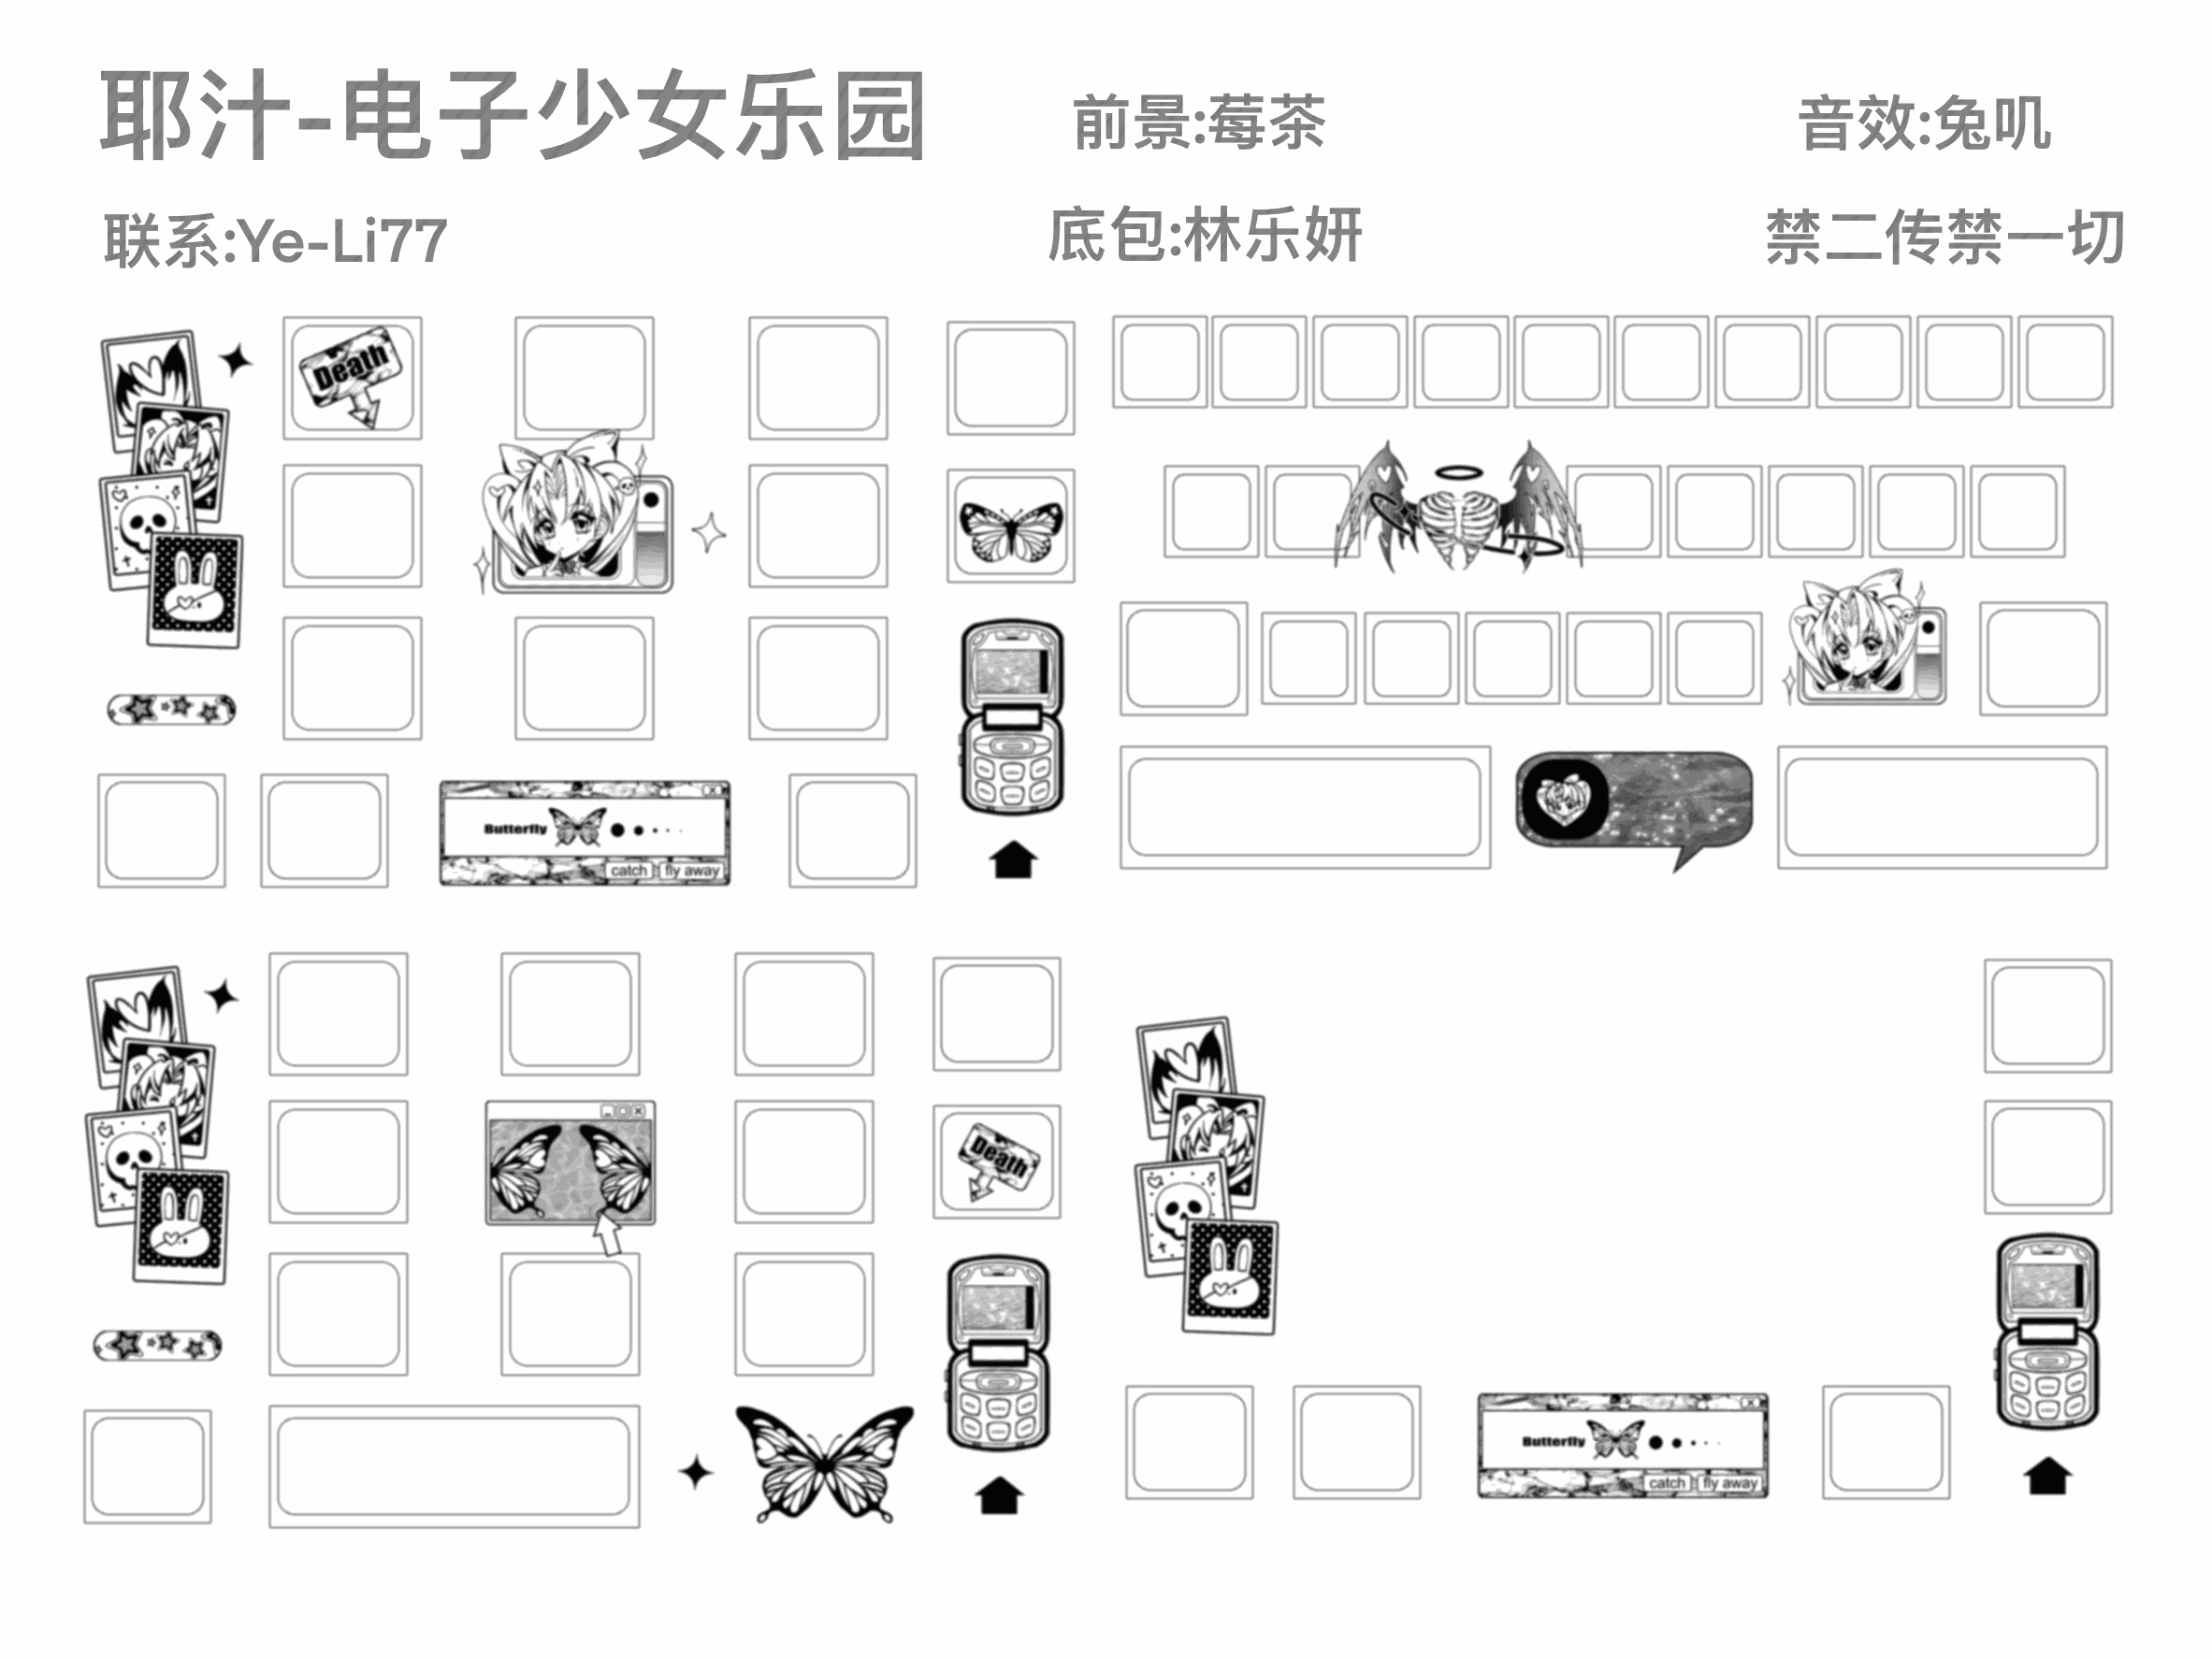 耶汁-电子少女乐园
前景:莓茶
音效:兔叽
联系:Ye-Li77
底包:林乐妍
禁二传禁一切
Death
Butterfly
catch
fly away
Death
Butterfly
catch
fly away